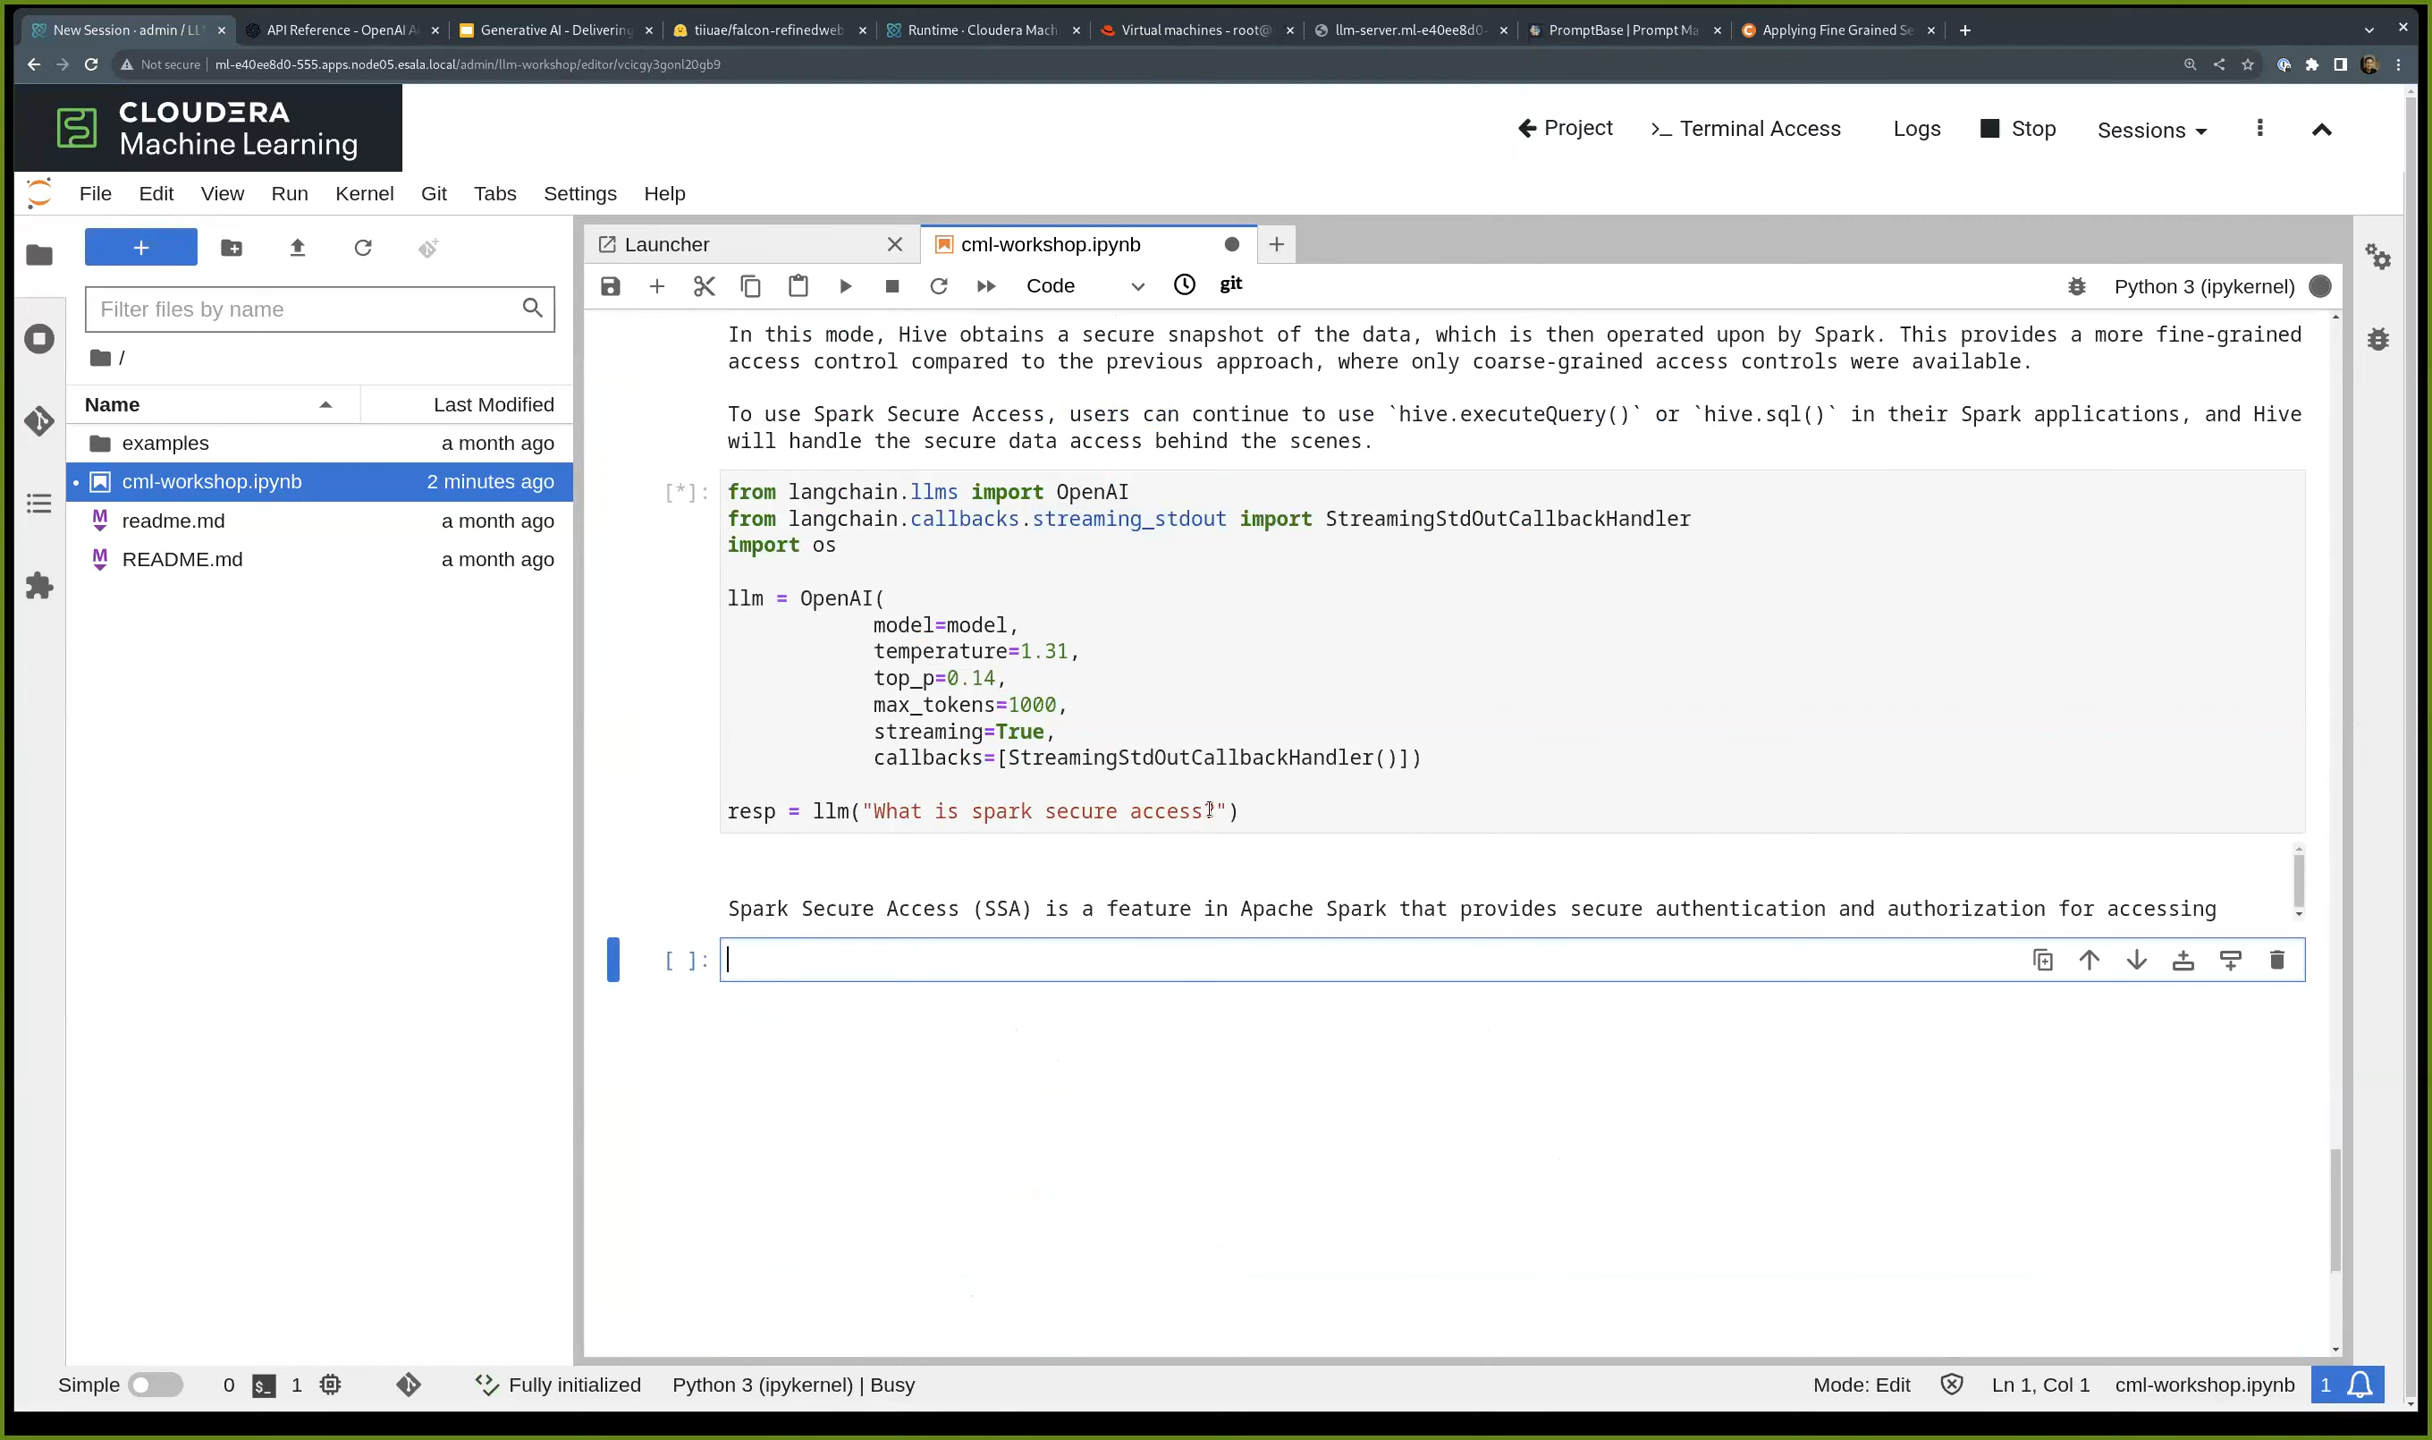 New Session · admin / LL
API Reference - OpenAI A
Generative AI - Delivering
tiiuae/falcon-refinedweb
Runtime · Cloudera Mach
Virtual machines - root@
llm-server.ml-e40ee8d0-
PromptBase | Prompt Ma
Applying Fine Grained Se
Not secure
ml-e40ee8d0-555.apps.node05.esala.local/admin/llm-workshop/editor/vcicgy3gonl20gb9
CLOUDERA
Machine Learning
Project
Terminal Access
Logs
Stop
Sessions
File
Edit
View
Run
Kernel
Git
Tabs
Settings
Help
+
Launcher
cml-workshop.ipynb
Filter files by name
Code
git
Python 3 (ipykernel)
/
Name
Last Modified
examples
a month ago
cml-workshop.ipynb
2 minutes ago
readme.md
a month ago
README.md
a month ago
In this mode, Hive obtains a secure snapshot of the data, which is then operated upon by Spark. This provides a more fine-grained
access control compared to the previous approach, where only coarse-grained access controls were available.
To use Spark Secure Access, users can continue to use `hive.executeQuery()` or `hive.sql()` in their Spark applications, and Hive
will handle the secure data access behind the scenes.
[*]:
from langchain.llms import OpenAI
from langchain.callbacks.streaming_stdout import StreamingStdOutCallbackHandler
import os
llm = OpenAI(
model=model,
temperature=1.31,
top_p=0.14,
max_tokens=1000,
streaming=True,
callbacks=[StreamingStdOutCallbackHandler()])
resp = llm("What is spark secure access?")
Spark Secure Access (SSA) is a feature in Apache Spark that provides secure authentication and authorization for accessing
[ ]:
Simple
0
1
Fully initialized
Python 3 (ipykernel) | Busy
Mode: Edit
Ln 1, Col 1
cml-workshop.ipynb
1